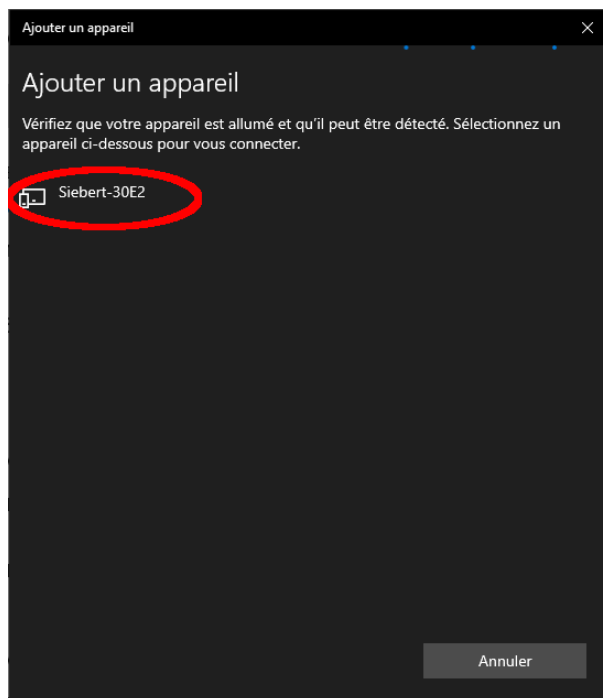 Ajouter un appareil
Ajouter un appareil
Vérifiez que votre appareil est allumé et qu'il peut être détecté. Sélectionnez un
appareil ci-dessous pour vous connecter.
Siebert-30E2
Annuler